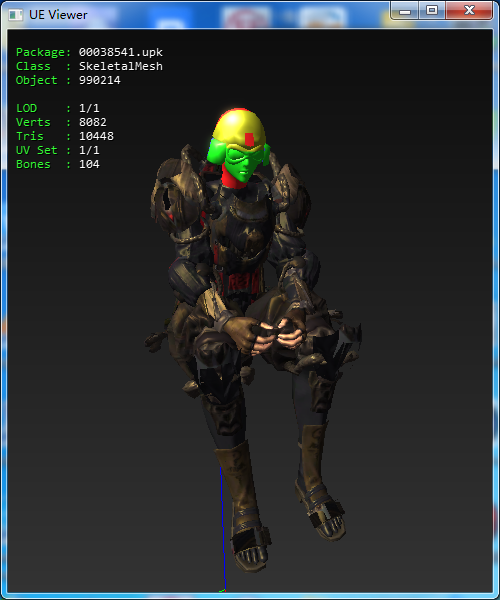 UE Viewer
Package: 00038541.upk
Class : SkeletalMesh
Object : 990214
LOD : 1/1
Verts : 8082
Tris : 10448
UV Set : 1/1
Bones : 104